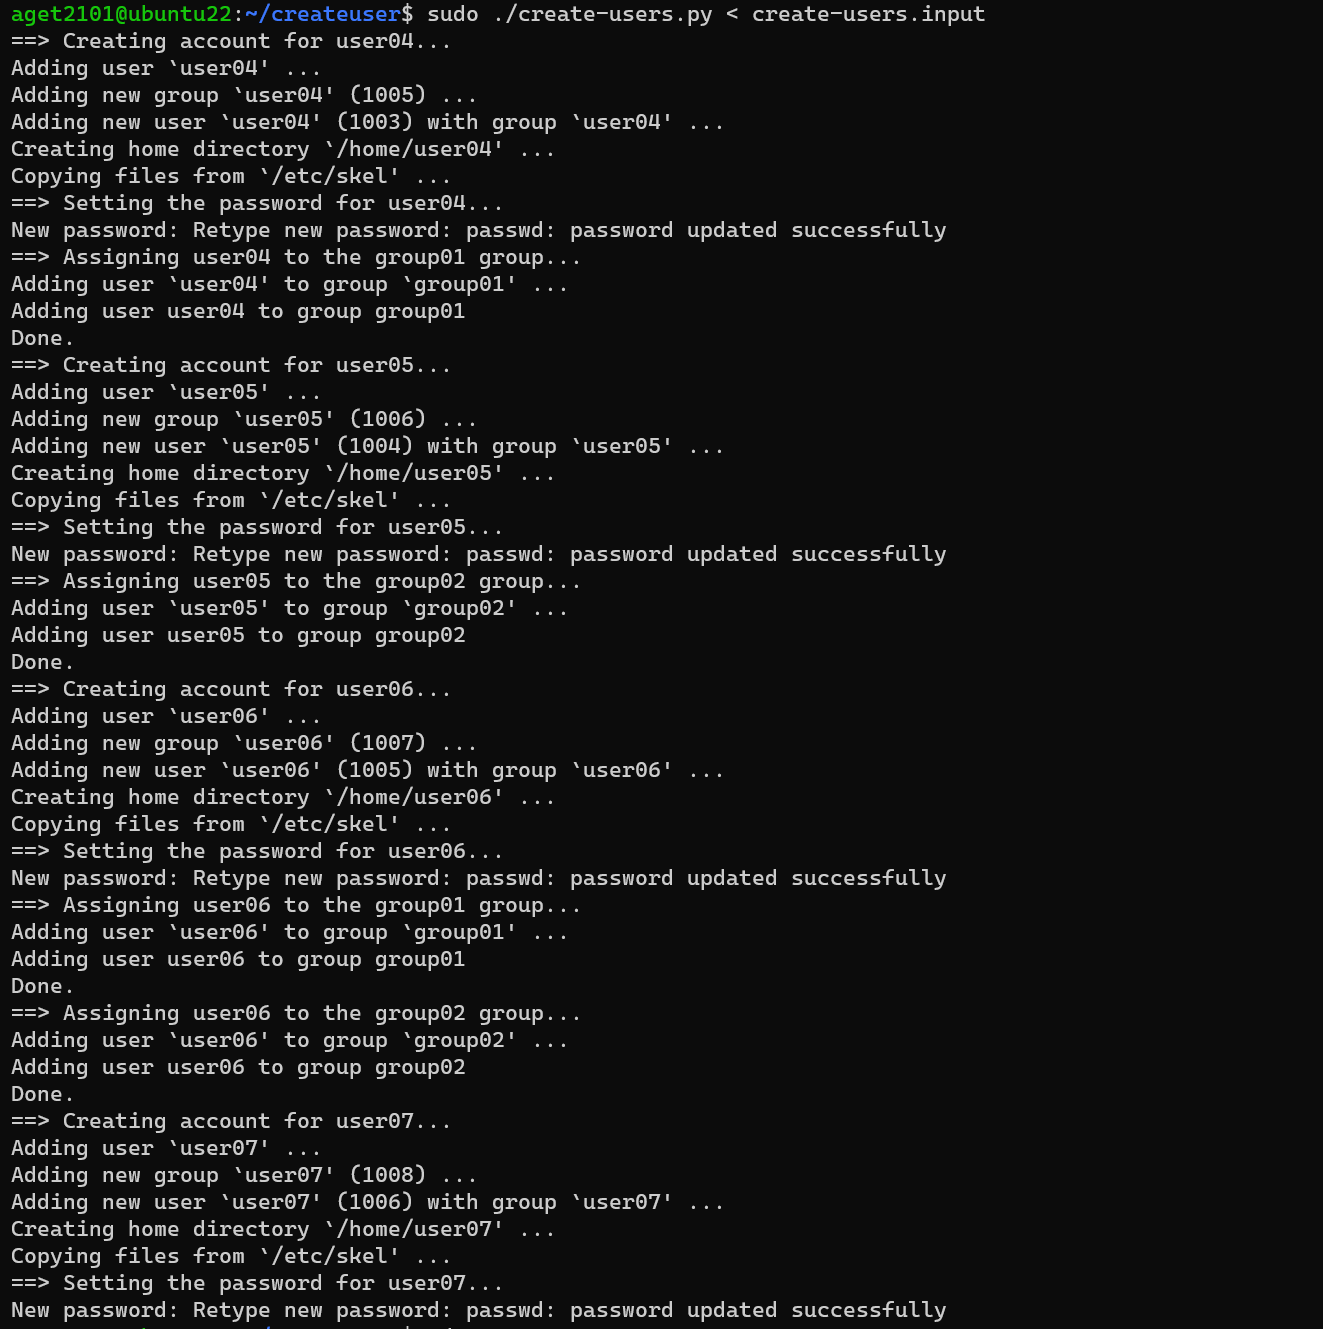 aget2101@ubuntu22:~/createuser$ sudo ./create-users.py < create-users.input
==> Creating account for user04...
Adding user `user04' ...
Adding new group `user04' (1005) ...
Adding new user `user04' (1003) with group `user04' ...
Creating home directory `/home/user04' ...
Copying files from `/etc/skel' ...
==> Setting the password for user04...
New password: Retype new password: passwd: password updated successfully
==> Assigning user04 to the group01 group...
Adding user `user04' to group `group01' ...
Adding user user04 to group group01
Done.
==> Creating account for user05...
Adding user `user05' ...
Adding new group `user05' (1006) ...
Adding new user `user05' (1004) with group `user05' ...
Creating home directory `/home/user05' ...
Copying files from `/etc/skel' ...
==> Setting the password for user05...
New password: Retype new password: passwd: password updated successfully
==> Assigning user05 to the group02 group...
Adding user `user05' to group `group02' ...
Adding user user05 to group group02
Done.
==> Creating account for user06...
Adding user `user06' ...
Adding new group `user06' (1007) ...
Adding new user `user06' (1005) with group `user06' ...
Creating home directory `/home/user06' ...
Copying files from `/etc/skel' ...
==> Setting the password for user06...
New password: Retype new password: passwd: password updated successfully
==> Assigning user06 to the group01 group...
Adding user `user06' to group `group01' ...
Adding user user06 to group group01
Done.
==> Assigning user06 to the group02 group...
Adding user `user06' to group `group02' ...
Adding user user06 to group group02
Done.
==> Creating account for user07...
Adding user `user07' ...
Adding new group `user07' (1008) ...
Adding new user `user07' (1006) with group `user07' ...
Creating home directory `/home/user07' ...
Copying files from `/etc/skel' ...
==> Setting the password for user07...
New password: Retype new password: passwd: password updated successfully